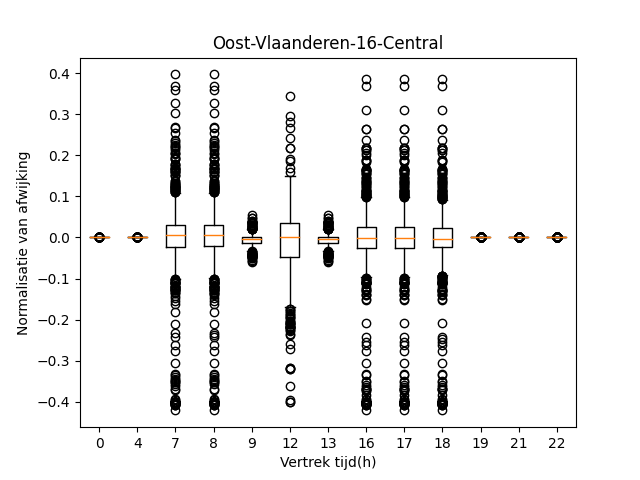 Oost-Vlaanderen-16-Central
Normalisatie van afwijking
0.4
0.3
0.2
0.1
0.0
−0.1
−0.2
−0.3
−0.4
0 4 7 8 9 12 13 16 17 18 19 21 22
Vertrek tijd(h)